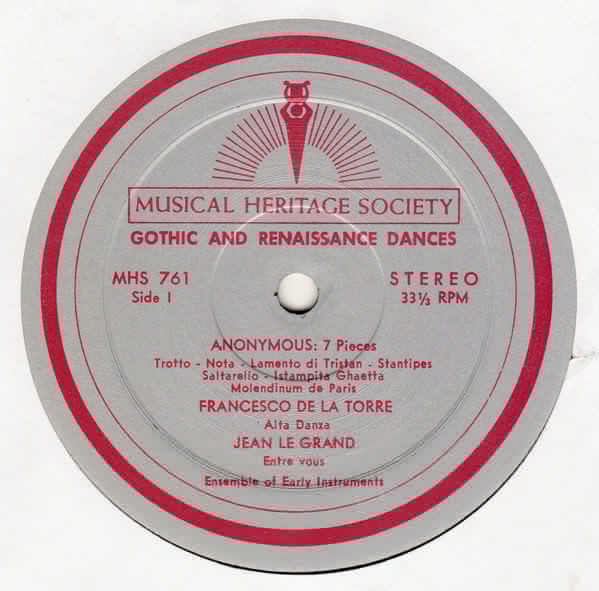 MUSICAL HERITAGE SOCIETY
GOTHIC AND RENAISSANCE DANCES
MHS 761
Side I
STEREO
33⅓ RPM
ANONYMOUS: 7 Pieces
Trotto - Nota - Lamento di Tristan - Stantipes
Saltarello - Istampita Ghaetta
Molendinum de Paris
FRANCESCO DE LA TORRE
Alta Danza
JEAN LE GRAND
Entre vous
Ensemble of Early Instruments